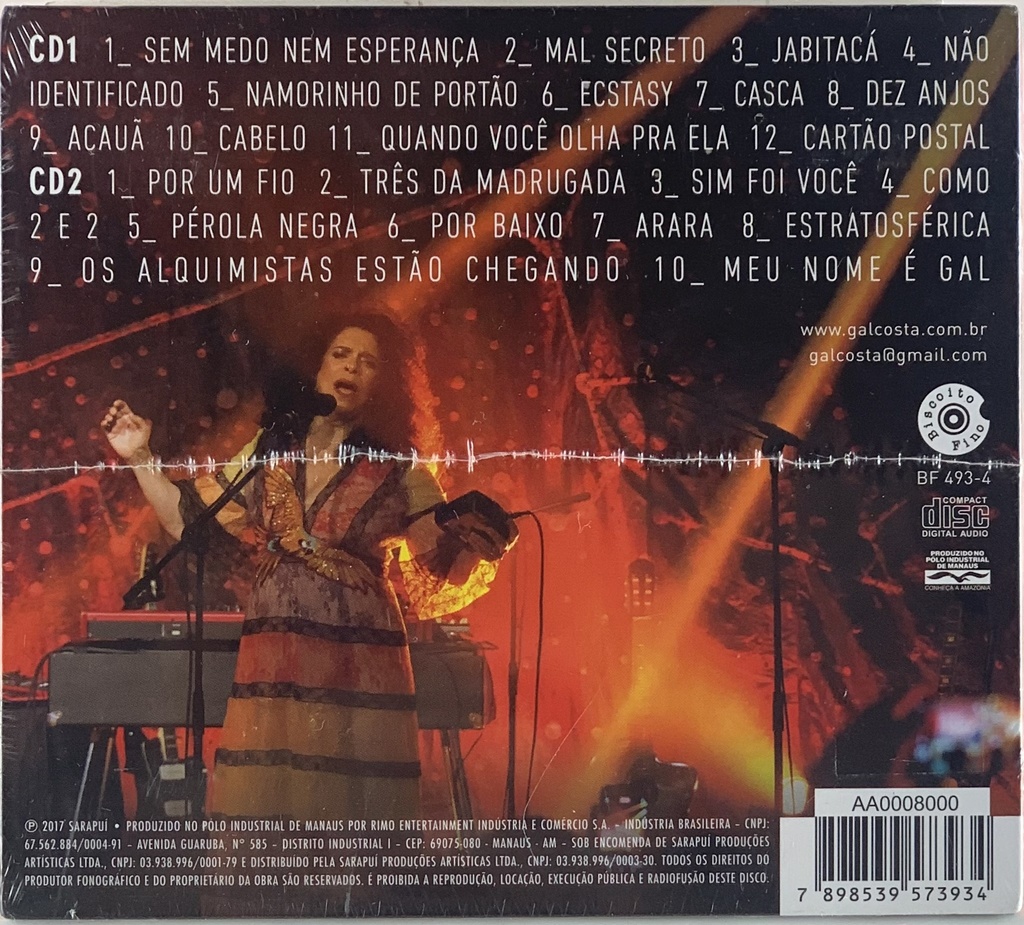 CD1 1_ SEM MEDO NEM ESPERANÇA 2_ MAL SECRETO 3_ JABITACÁ 4_ NÃO
IDENTIFICADO 5_ NAMORINHO DE PORTÃO 6_ ECSTASY 7_ CASCA 8_ DEZ ANJOS
9_ ACAUÃ 10_ CABELO 11_ QUANDO VOCÊ OLHA PRA ELA 12_ CARTÃO POSTAL
CD2 1_ POR UM FIO 2_ TRÊS DA MADRUGADA 3_ SIM FOI VOCÊ 4_ COMO
2 E 2 5_ PÉROLA NEGRA 6_ POR BAIXO 7_ ARARA 8_ ESTRATOSFÉRICA
9_ OS ALQUIMISTAS ESTÃO CHEGANDO 10_ MEU NOME É GAL
www.galcosta.com.br
galcosta@gmail.com
Biscoito Fino
BF 493-4
COMPACT
disc
DIGITAL AUDIO
PRODUZIDO NO
PÓLO INDUSTRIAL
DE MANAUS
CONHEÇA A AMAZÔNIA
℗ 2017 SARAPUÍ • PRODUZIDO NO PÓLO INDUSTRIAL DE MANAUS POR RIMO ENTERTAINMENT INDÚSTRIA E COMÉRCIO S.A. - INDÚSTRIA BRASILEIRA - CNPJ:
67.562.884/0004-91 - AVENIDA GUARUBA, N° 585 - DISTRITO INDUSTRIAL I - CEP: 69075-080 - MANAUS - AM - SOB ENCOMENDA DE SARAPUÍ PRODUÇÕES
ARTÍSTICAS LTDA., CNPJ: 03.938.996/0001-79 E DISTRIBUÍDO PELA SARAPUÍ PRODUÇÕES ARTÍSTICAS LTDA., CNPJ: 03.938.996/0003-30. TODOS OS DIREITOS DO
PRODUTOR FONOGRÁFICO E DO PROPRIETÁRIO DA OBRA SÃO RESERVADOS. É PROIBIDA A REPRODUÇÃO, LOCAÇÃO, EXECUÇÃO PÚBLICA E RADIOFUSÃO DESTE DISCO.
AA0008000
7 898539 573934